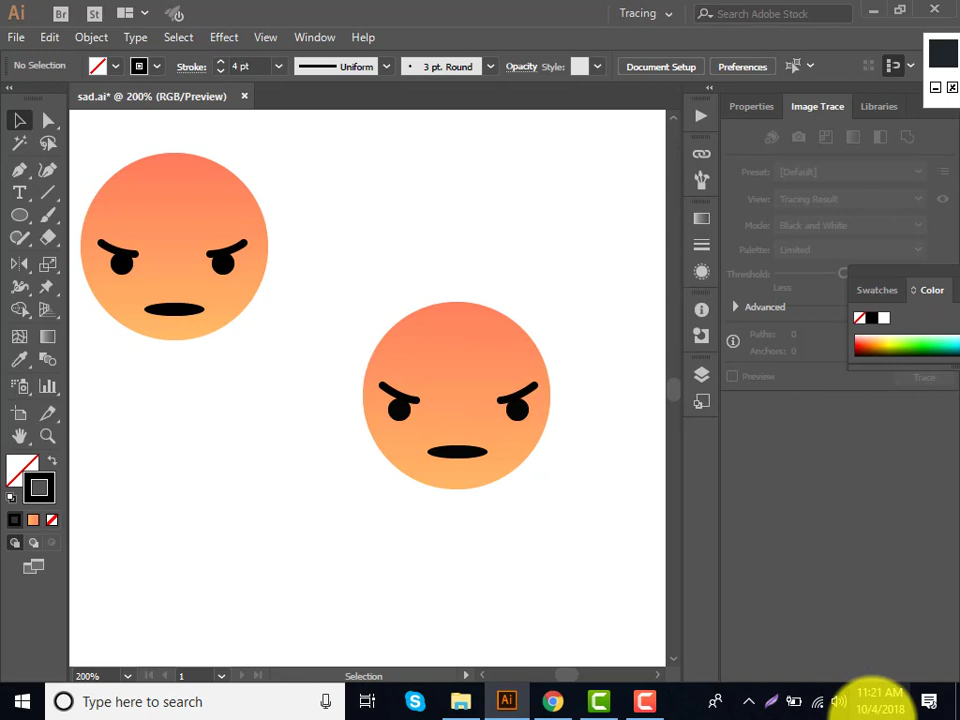 Ai Br St Tracing Search Adobe Stock
File Edit Object Type Select Effect View Window Help
No Selection Stroke: 4 pt Uniform 3 pt. Round Opacity Style: Document Setup Preferences
sad.ai* @ 200% (RGB/Preview)
Properties Image Trace Libraries
Preset: [Default]
View: Tracing Result
Mode: Black and White
Palette: Limited
Threshold:
Less
Advanced
Paths: 0
Anchors: 0
Preview Trace
Swatches Color
200% 1 Selection
Type here to search Ai 11:21 AM
10/4/2018